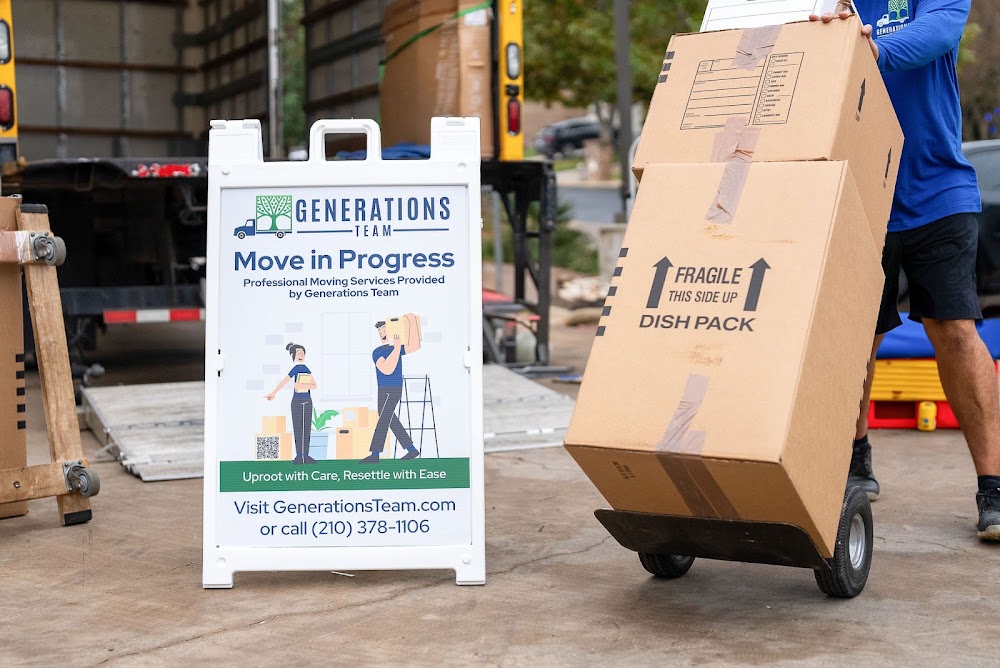 GENERATIONS
TEAM
Move in Progress
Professional Moving Services Provided
by Generations Team
Uproot with Care, Resettle with Ease
Visit GenerationsTeam.com
or call (210) 378-1106
FRAGILE
THIS SIDE UP
DISH PACK
GENERATIONS